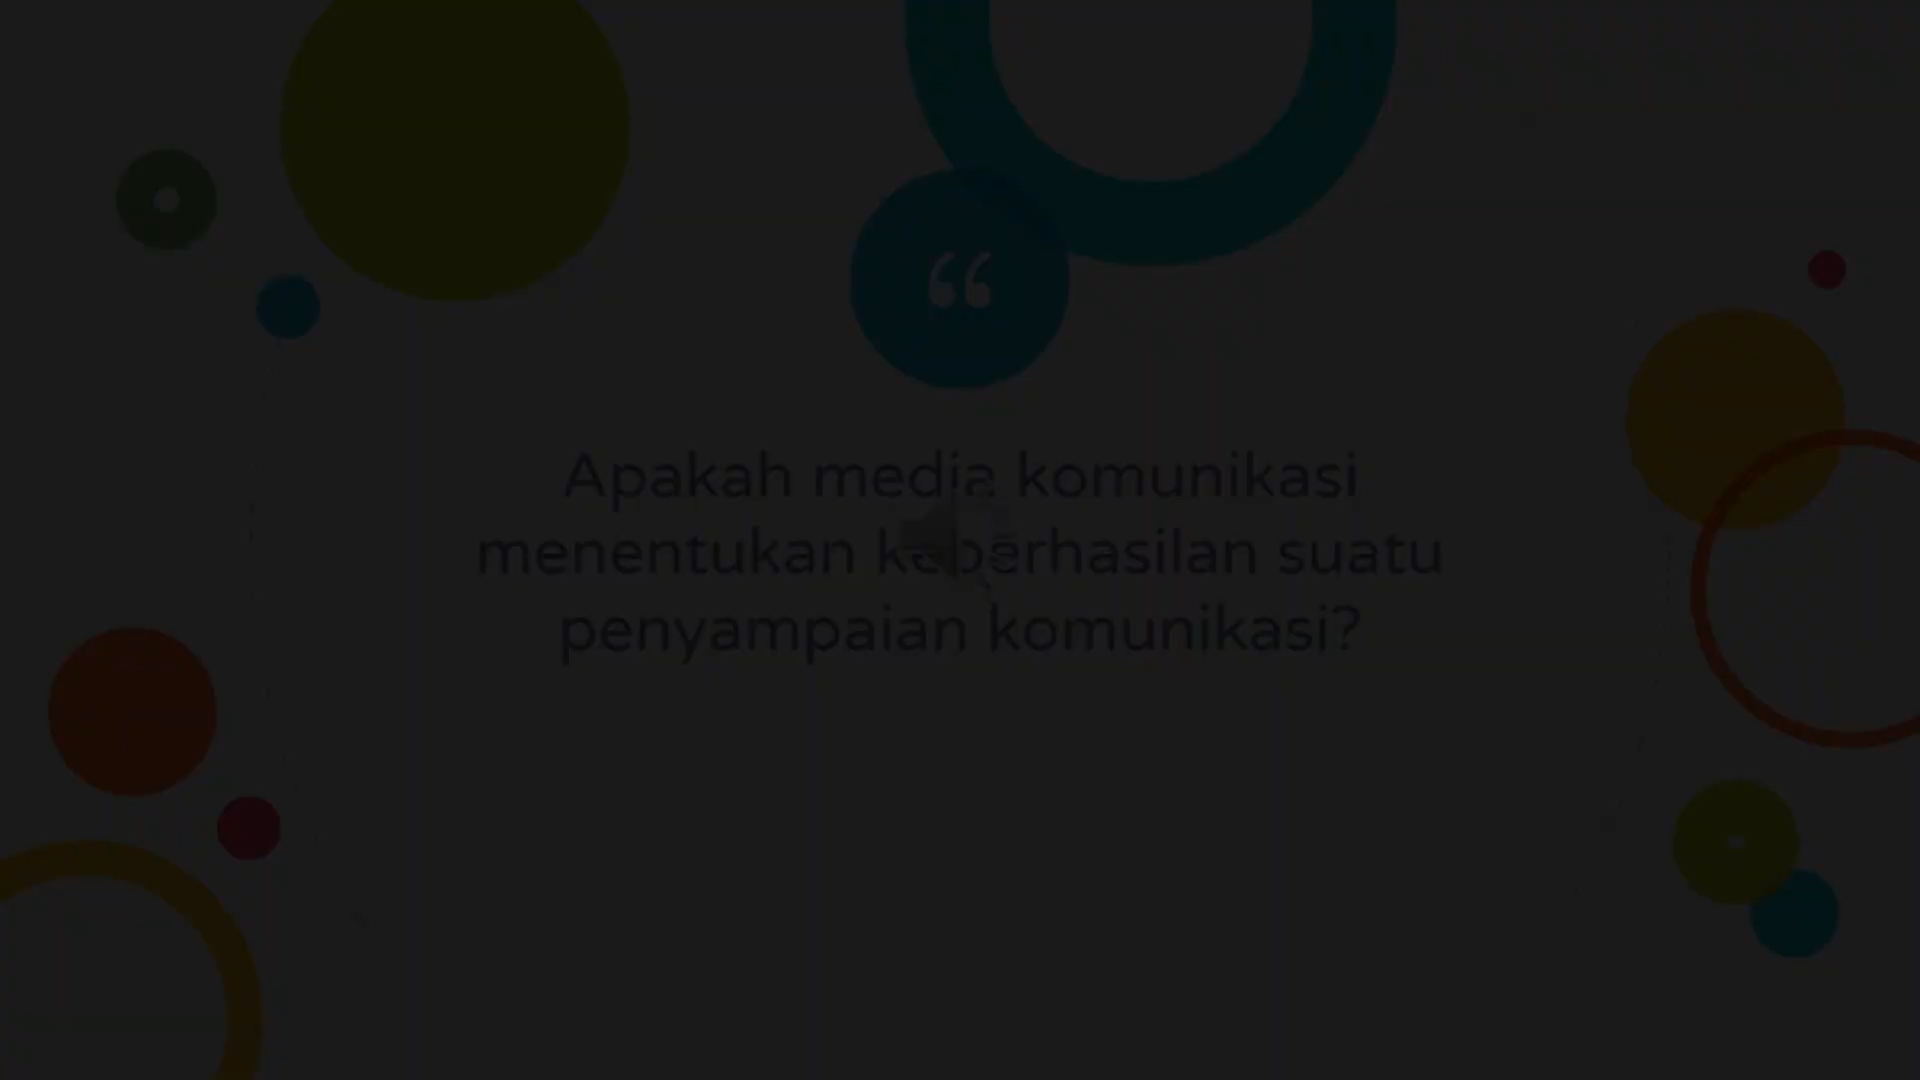 “
Apakah media komunikasi
menentukan keberhasilan suatu
penyampaian komunikasi?